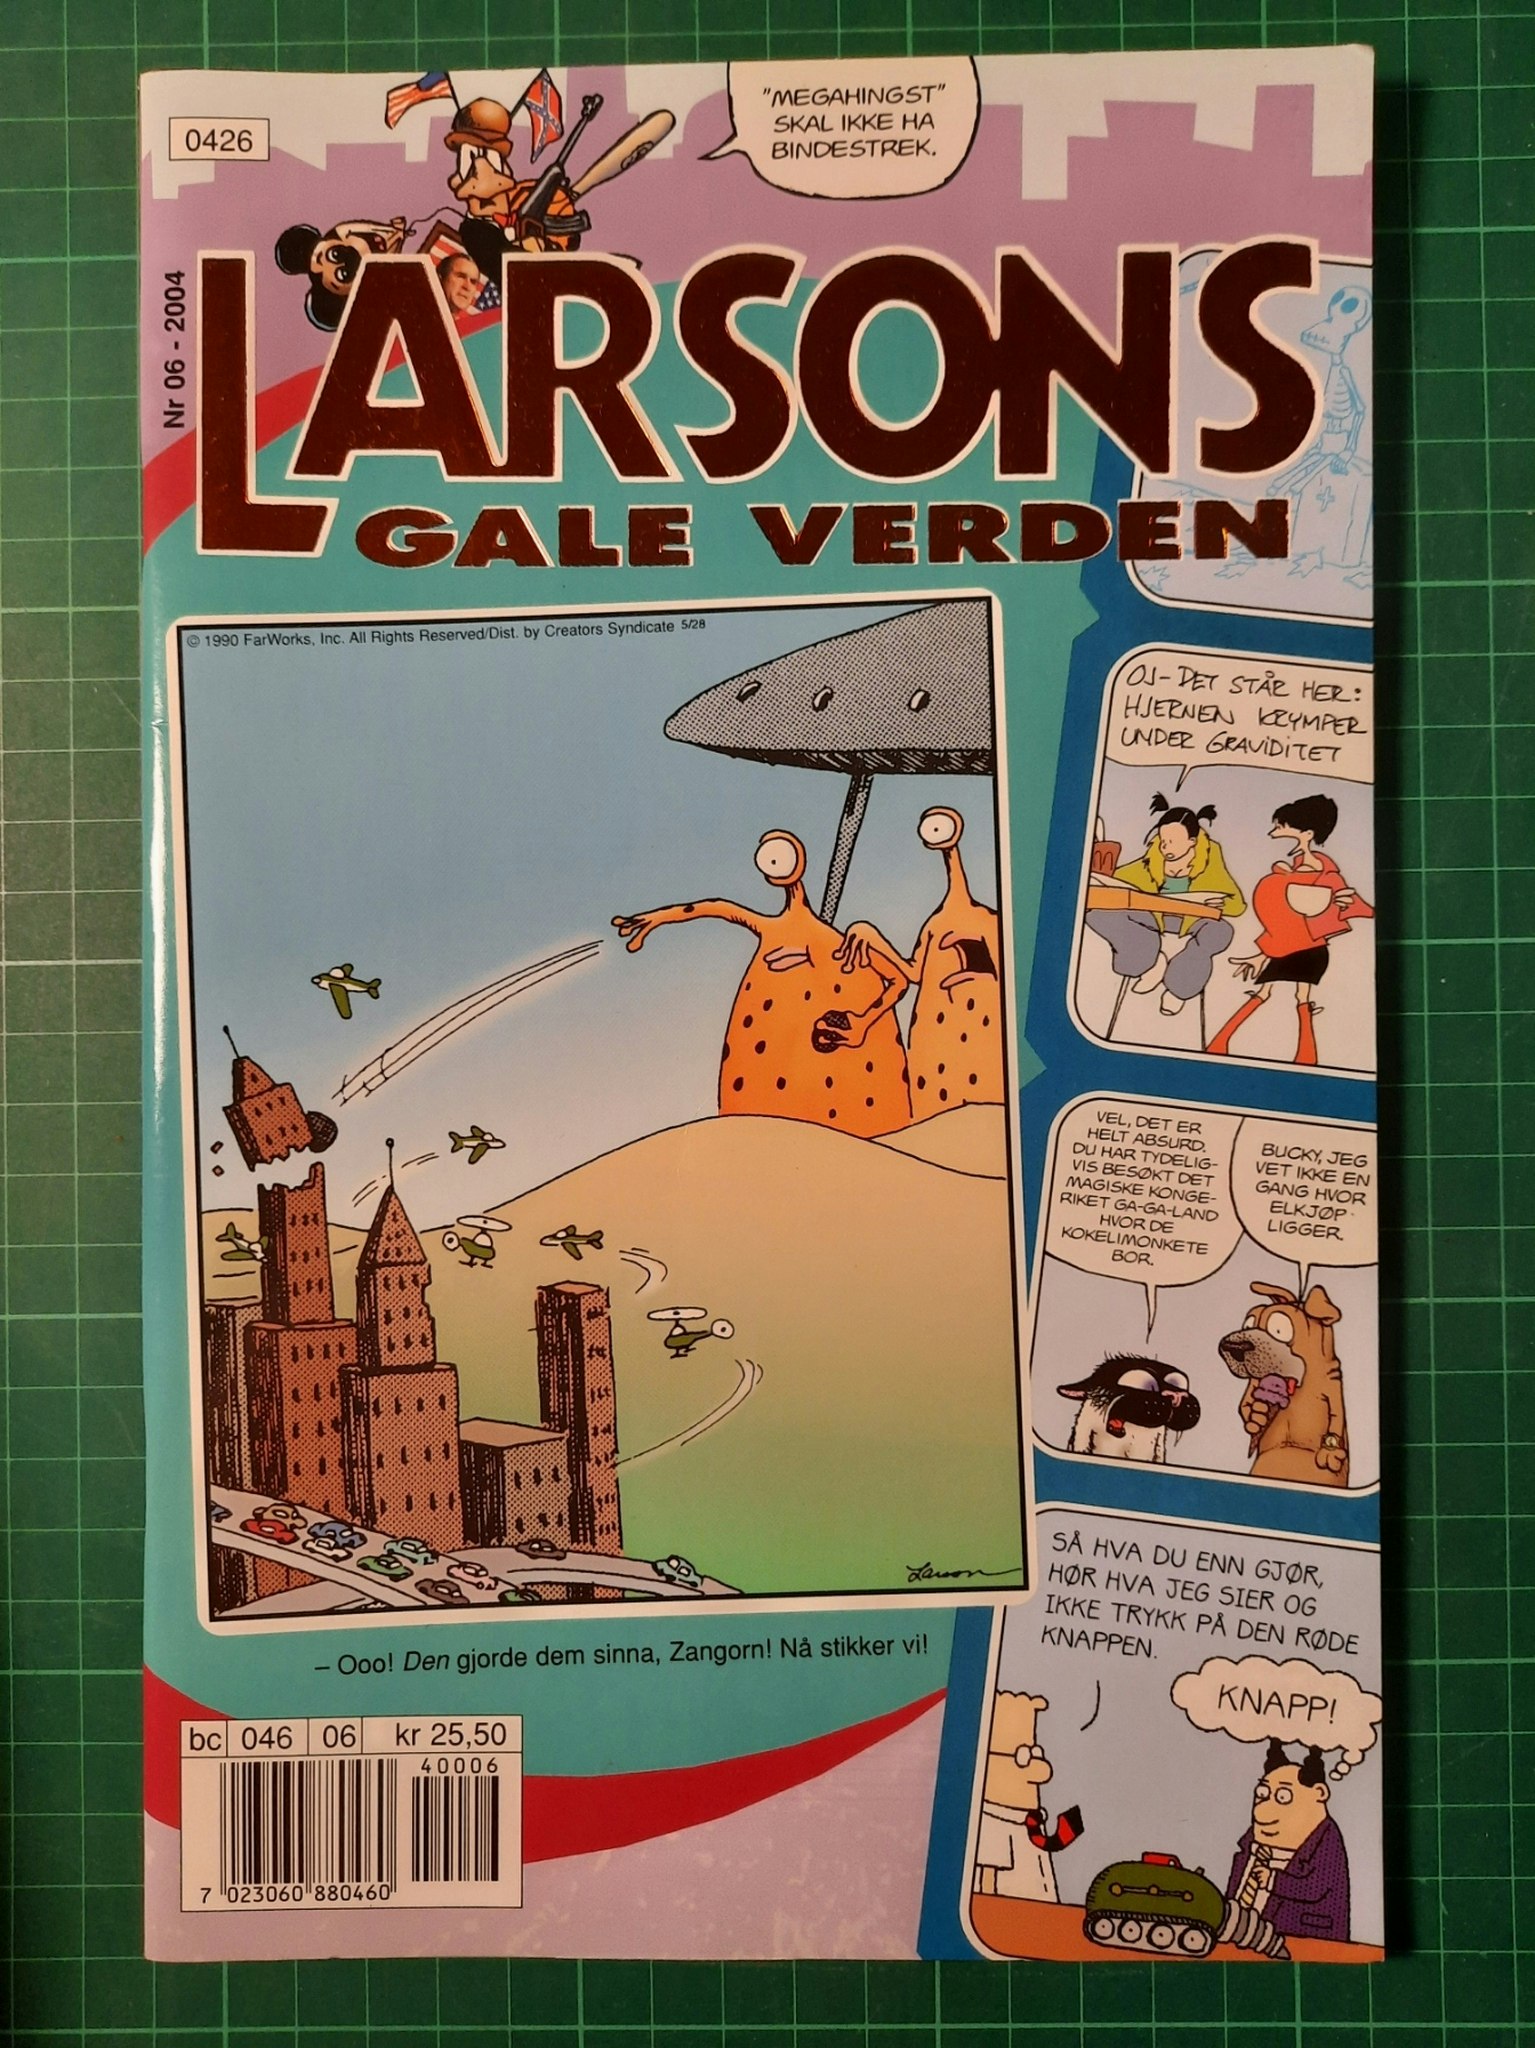 0426
"MEGAHINGST"
SKAL IKKE HA
BINDESTREK.
Nr 06 - 2004
LARSONS
GALE VERDEN
© 1990 FarWorks, Inc. All Rights Reserved/Dist. by Creators Syndicate 5/28
OJ - DET STÅR HER:
HJERNEN KRYMPER
UNDER GRAVIDITET
VEL, DET ER
HELT ABSURD.
DU HAR TYDELIG-
VIS BESØKT DET
MAGISKE KONGE-
RIKET GA-GA-LAND
HVOR DE
KOKELIMONKETE
BOR.
BUCKY, JEG
VET IKKE EN
GANG HVOR
ELKJØP
LIGGER.
SÅ HVA DU ENN GJØR,
HØR HVA JEG SIER OG
IKKE TRYKK PÅ DEN RØDE
KNAPPEN.
KNAPP!
Larson
– Ooo! Den gjorde dem sinna, Zangorn! Nå stikker vi!
bc 046 06 kr 25,50
40006
7 023060 880460